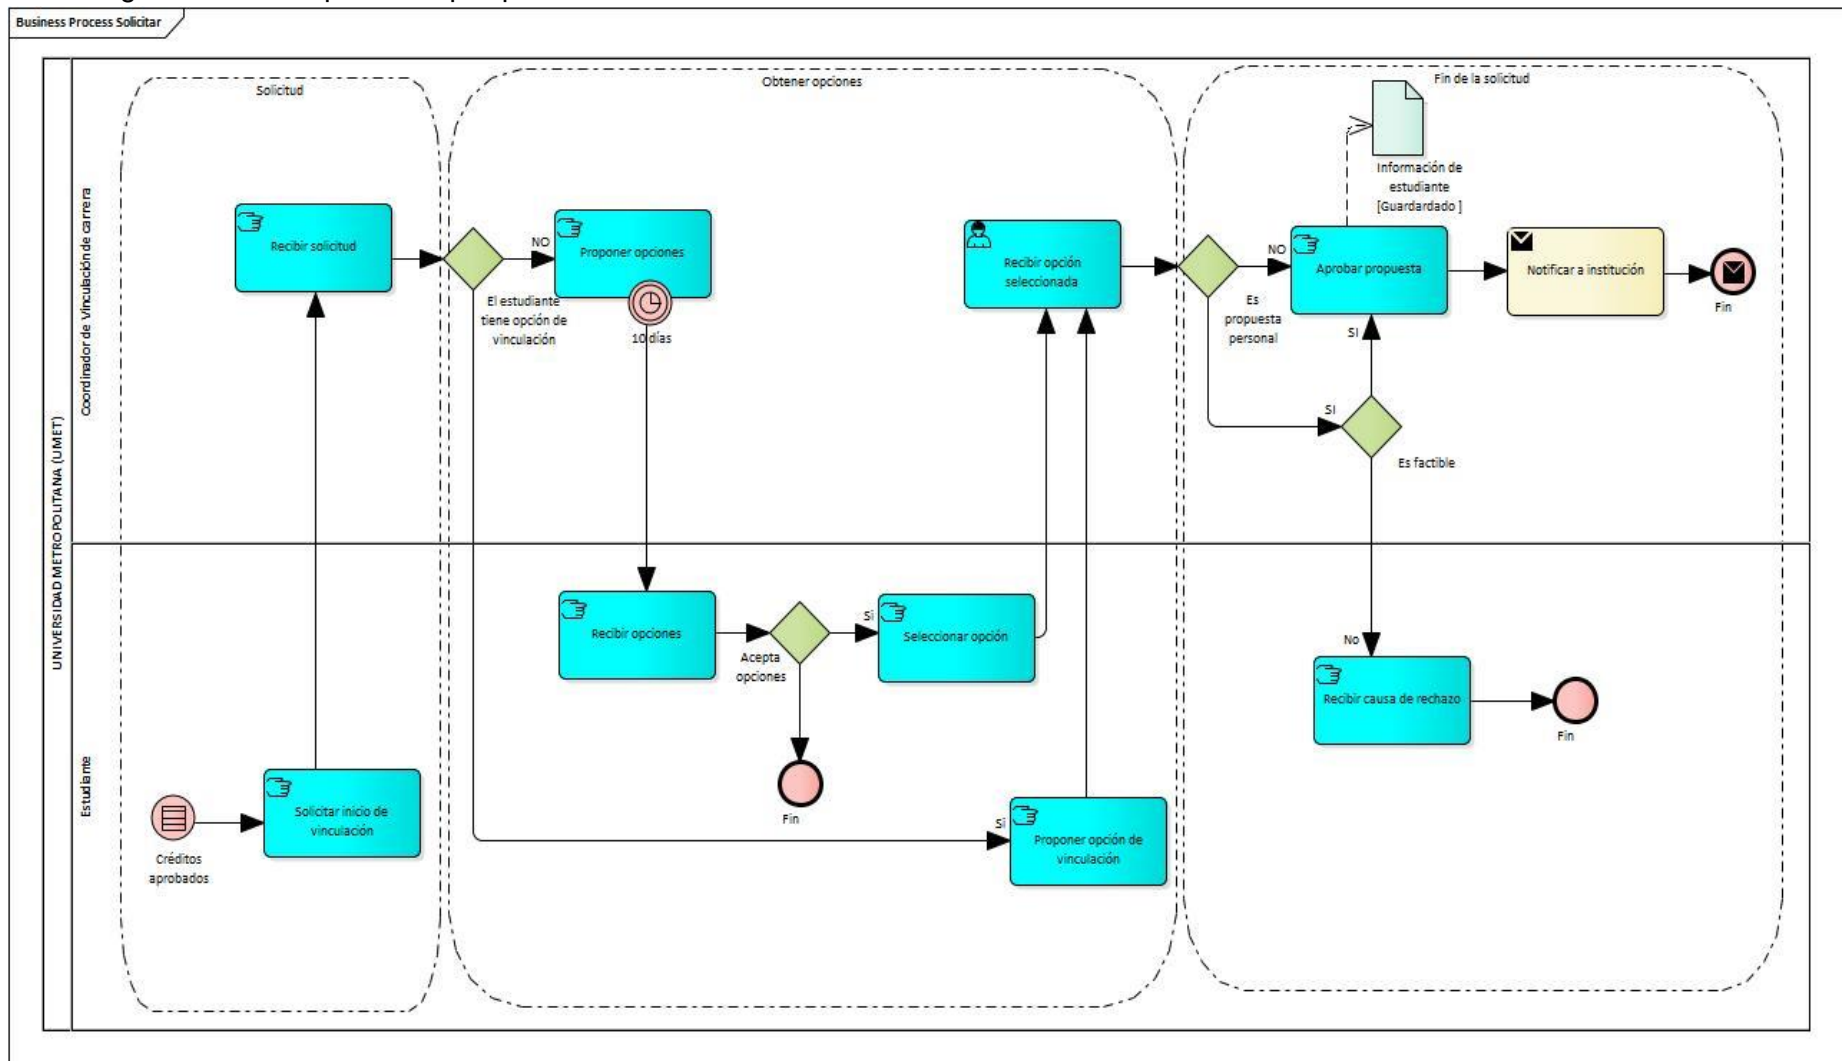 Business Process Solicitar
UNIVERSIDAD METROPOLITANA (UMET)
Coordinador de Vinculación de carrera
Estudiante
Solicitud
Obtener opciones
Fin de la solicitud
Información de
estudiante
[Guardardado ]
Recibir solicitud
NO
Proponer opciones
El estudiante
tiene opción de
vinculación
10 días
Recibir opción
seleccionada
NO
Es
propuesta
personal
Aprobar propuesta
Notificar a institución
Fin
SI
SI
Es factible
Recibir opciones
Acepta
opciones
Si
Seleccionar opción
Fin
No
Recibir causa de rechazo
Fin
Créditos
aprobados
Solicitar inicio de
vinculación
Si
Proponer opción de
vinculación